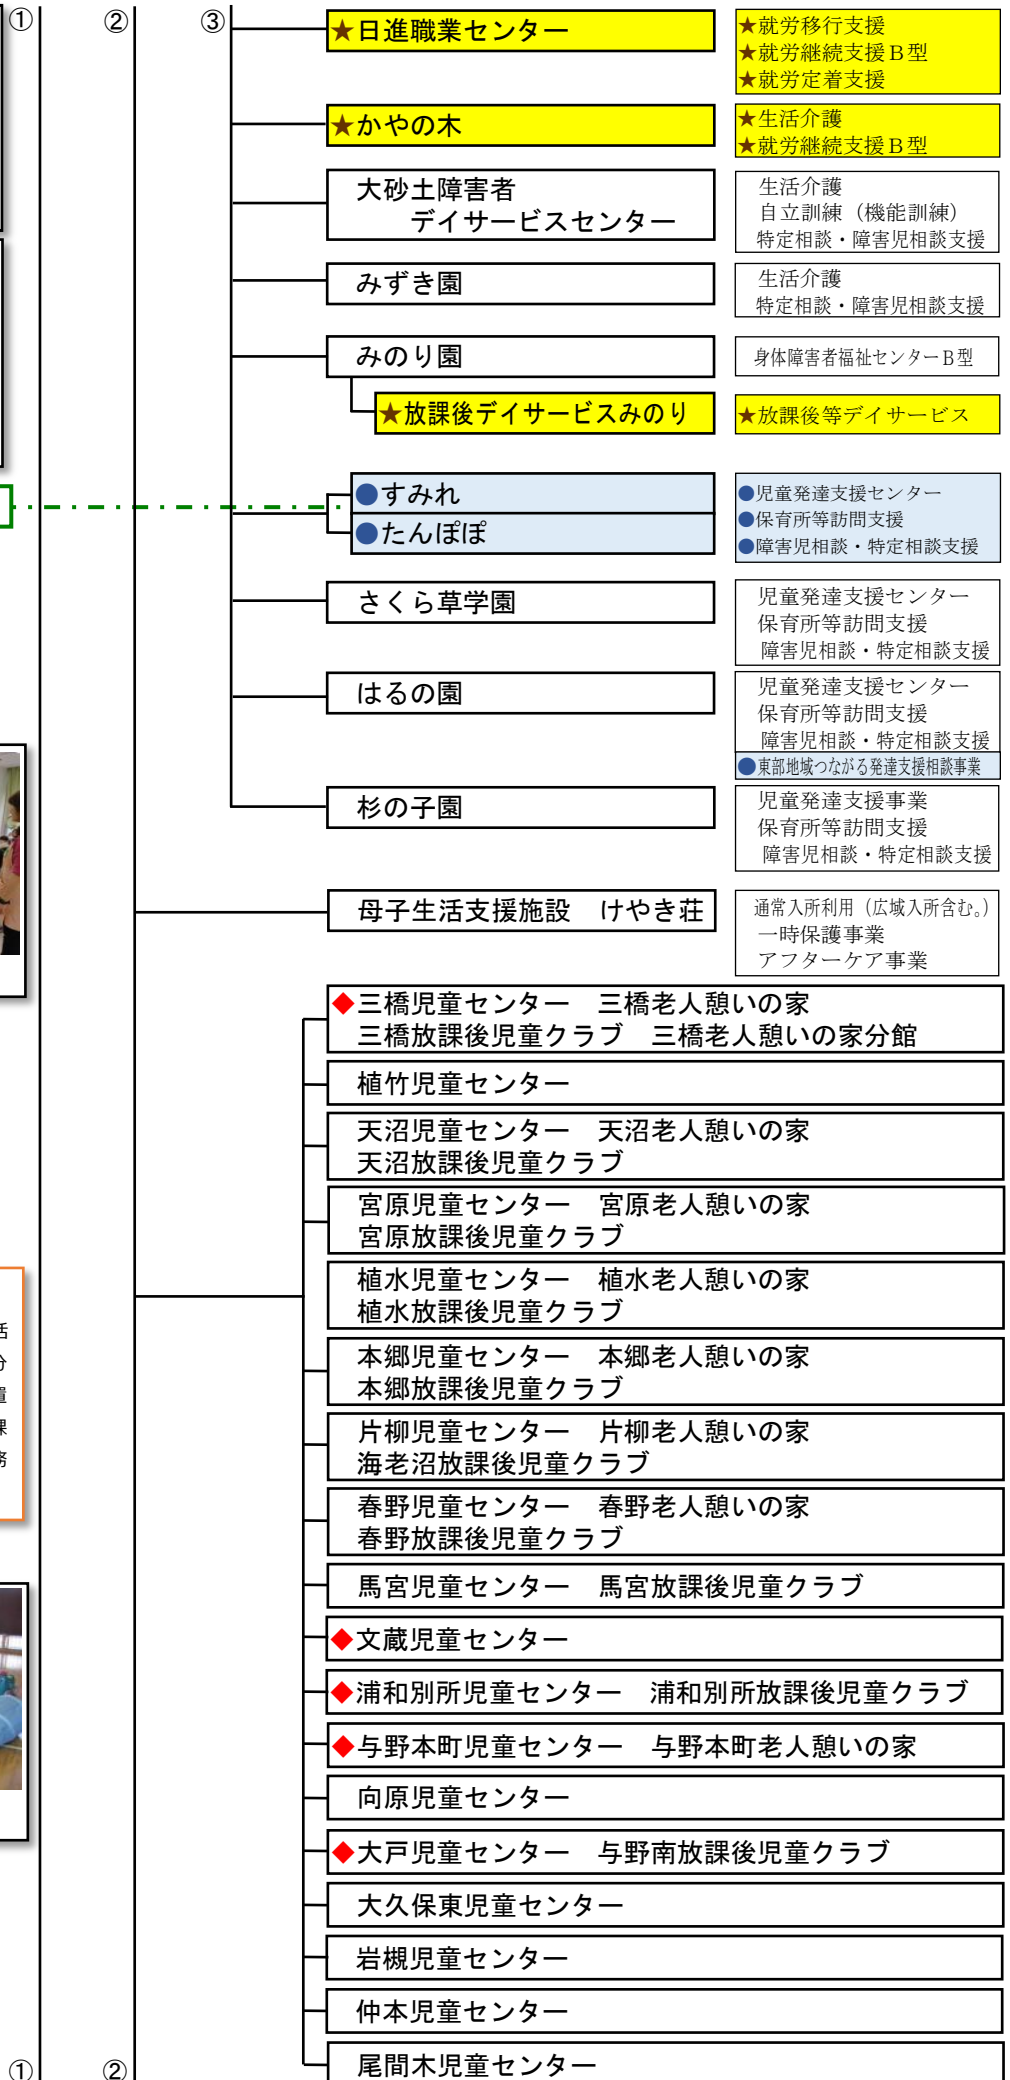 ① ② ③
★日進職業センター
★就労移行支援
★就労継続支援Ｂ型
★就労定着支援
★かやの木
★生活介護
★就労継続支援Ｂ型
大砂土障害者
デイサービスセンター
生活介護
自立訓練（機能訓練）
特定相談・障害児相談支援
みずき園
生活介護
特定相談・障害児相談支援
みのり園
身体障害者福祉センターＢ型
★放課後デイサービスみのり
★放課後等デイサービス
●すみれ
●たんぽぽ
●児童発達支援センター
●保育所等訪問支援
●障害児相談・特定相談支援
さくら草学園
児童発達支援センター
保育所等訪問支援
障害児相談・特定相談支援
はるの園
児童発達支援センター
保育所等訪問支援
障害児相談・特定相談支援
●東部地域つながる発達支援相談事業
杉の子園
児童発達支援事業
保育所等訪問支援
障害児相談・特定相談支援
母子生活支援施設　けやき荘
通常入所利用（広域入所含む。）
一時保護事業
アフターケア事業
◆三橋児童センター　三橋老人憩いの家
三橋放課後児童クラブ　三橋老人憩いの家分館
植竹児童センター
天沼児童センター　天沼老人憩いの家
天沼放課後児童クラブ
宮原児童センター　宮原老人憩いの家
宮原放課後児童クラブ
植水児童センター　植水老人憩いの家
植水放課後児童クラブ
本郷児童センター　本郷老人憩いの家
本郷放課後児童クラブ
片柳児童センター　片柳老人憩いの家
海老沼放課後児童クラブ
春野児童センター　春野老人憩いの家
春野放課後児童クラブ
馬宮児童センター　馬宮放課後児童クラブ
◆文蔵児童センター
◆浦和別所児童センター　浦和別所放課後児童クラブ
◆与野本町児童センター　与野本町老人憩いの家
向原児童センター
◆大戸児童センター　与野南放課後児童クラブ
大久保東児童センター
岩槻児童センター
仲本児童センター
尾間木児童センター
① ②